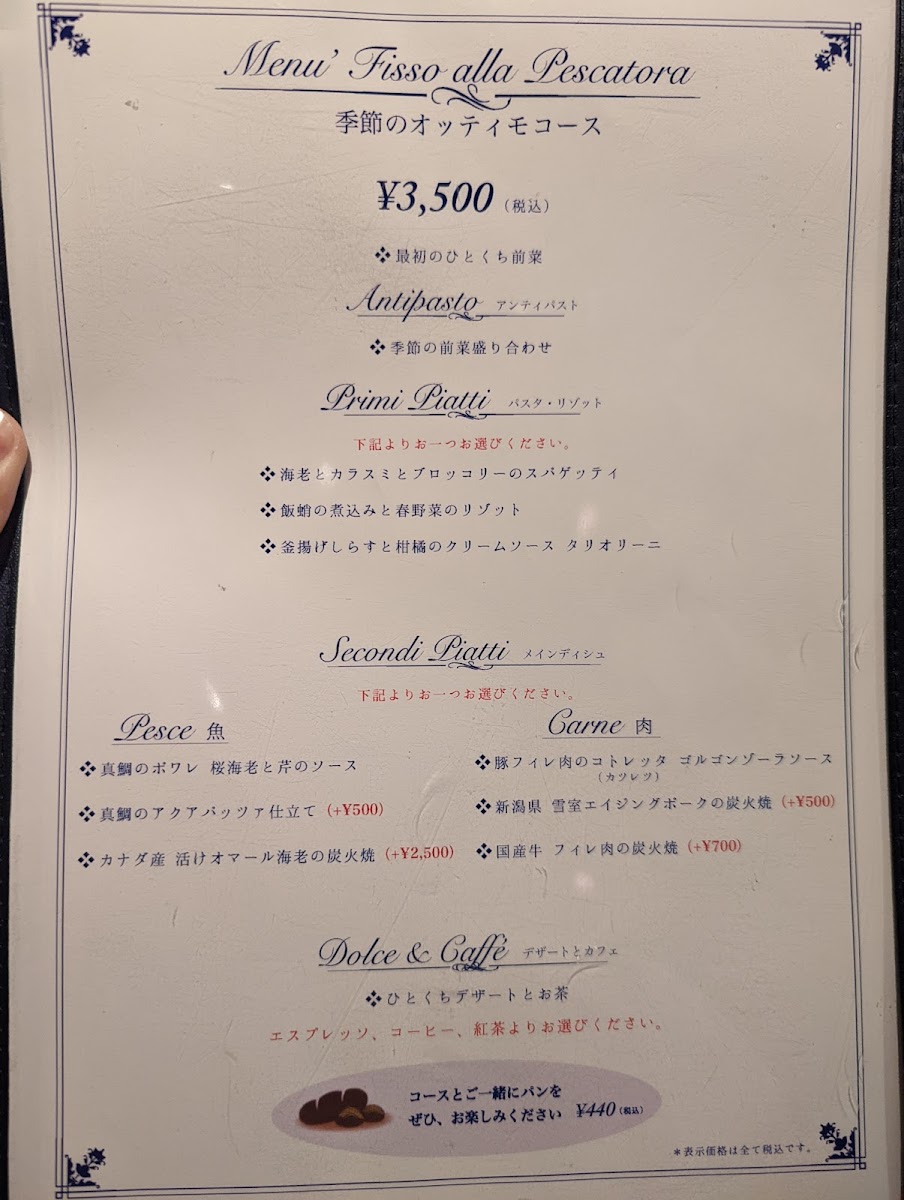 Menu' Fisso alla Pescatora
季節のオッティモコース
¥3,500（税込）
❖最初のひとくち前菜
Antipasto アンティパスト
❖季節の前菜盛り合わせ
Primi Piatti パスタ・リゾット
下記よりお一つお選びください。
❖海老とカラスミとブロッコリーのスパゲッティ
❖飯蛸の煮込みと春野菜のリゾット
❖釜揚げしらすと柑橘のクリームソース タリオリーニ
Secondi Piatti メインディシュ
下記よりお一つお選びください。
Pesce 魚
❖真鯛のポワレ 桜海老と芹のソース
❖真鯛のアクアパッツァ仕立て（+¥500）
❖カナダ産 活けオマール海老の炭火焼（+¥2,500）
Carne 肉
❖豚フィレ肉のコトレッタ ゴルゴンゾーラソース
（カツレツ）
❖新潟県 雪室エイジングポークの炭火焼（+¥500）
❖国産牛 フィレ肉の炭火焼（+¥700）
Dolce & Caffé デザートとカフェ
❖ひとくちデザートとお茶
エスプレッソ、コーヒー、紅茶よりお選びください。
コースとご一緒にパンを
ぜひ、お楽しみください ¥440（税込）
＊表示価格は全て税込です。